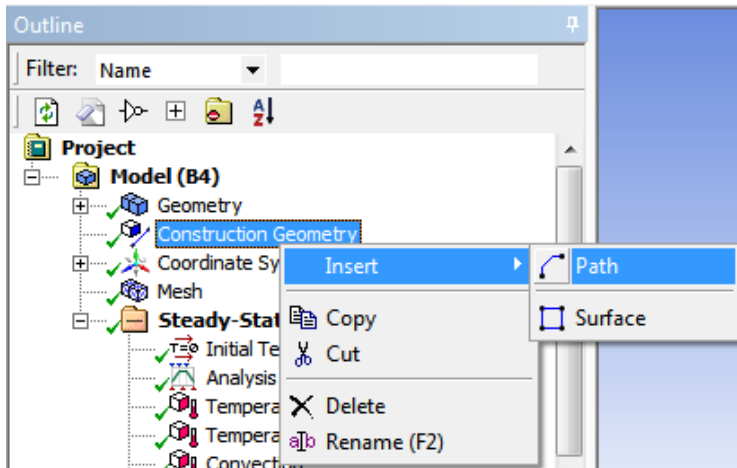 Outline
Filter: Name
Project
Model (B4)
Geometry
Construction Geometry
Coordinate Sy
Insert
Path
Mesh
Surface
Steady-Stat
Copy
Initial Te
Cut
Analysis
Tempera
Delete
Tempera
Rename (F2)
Convection